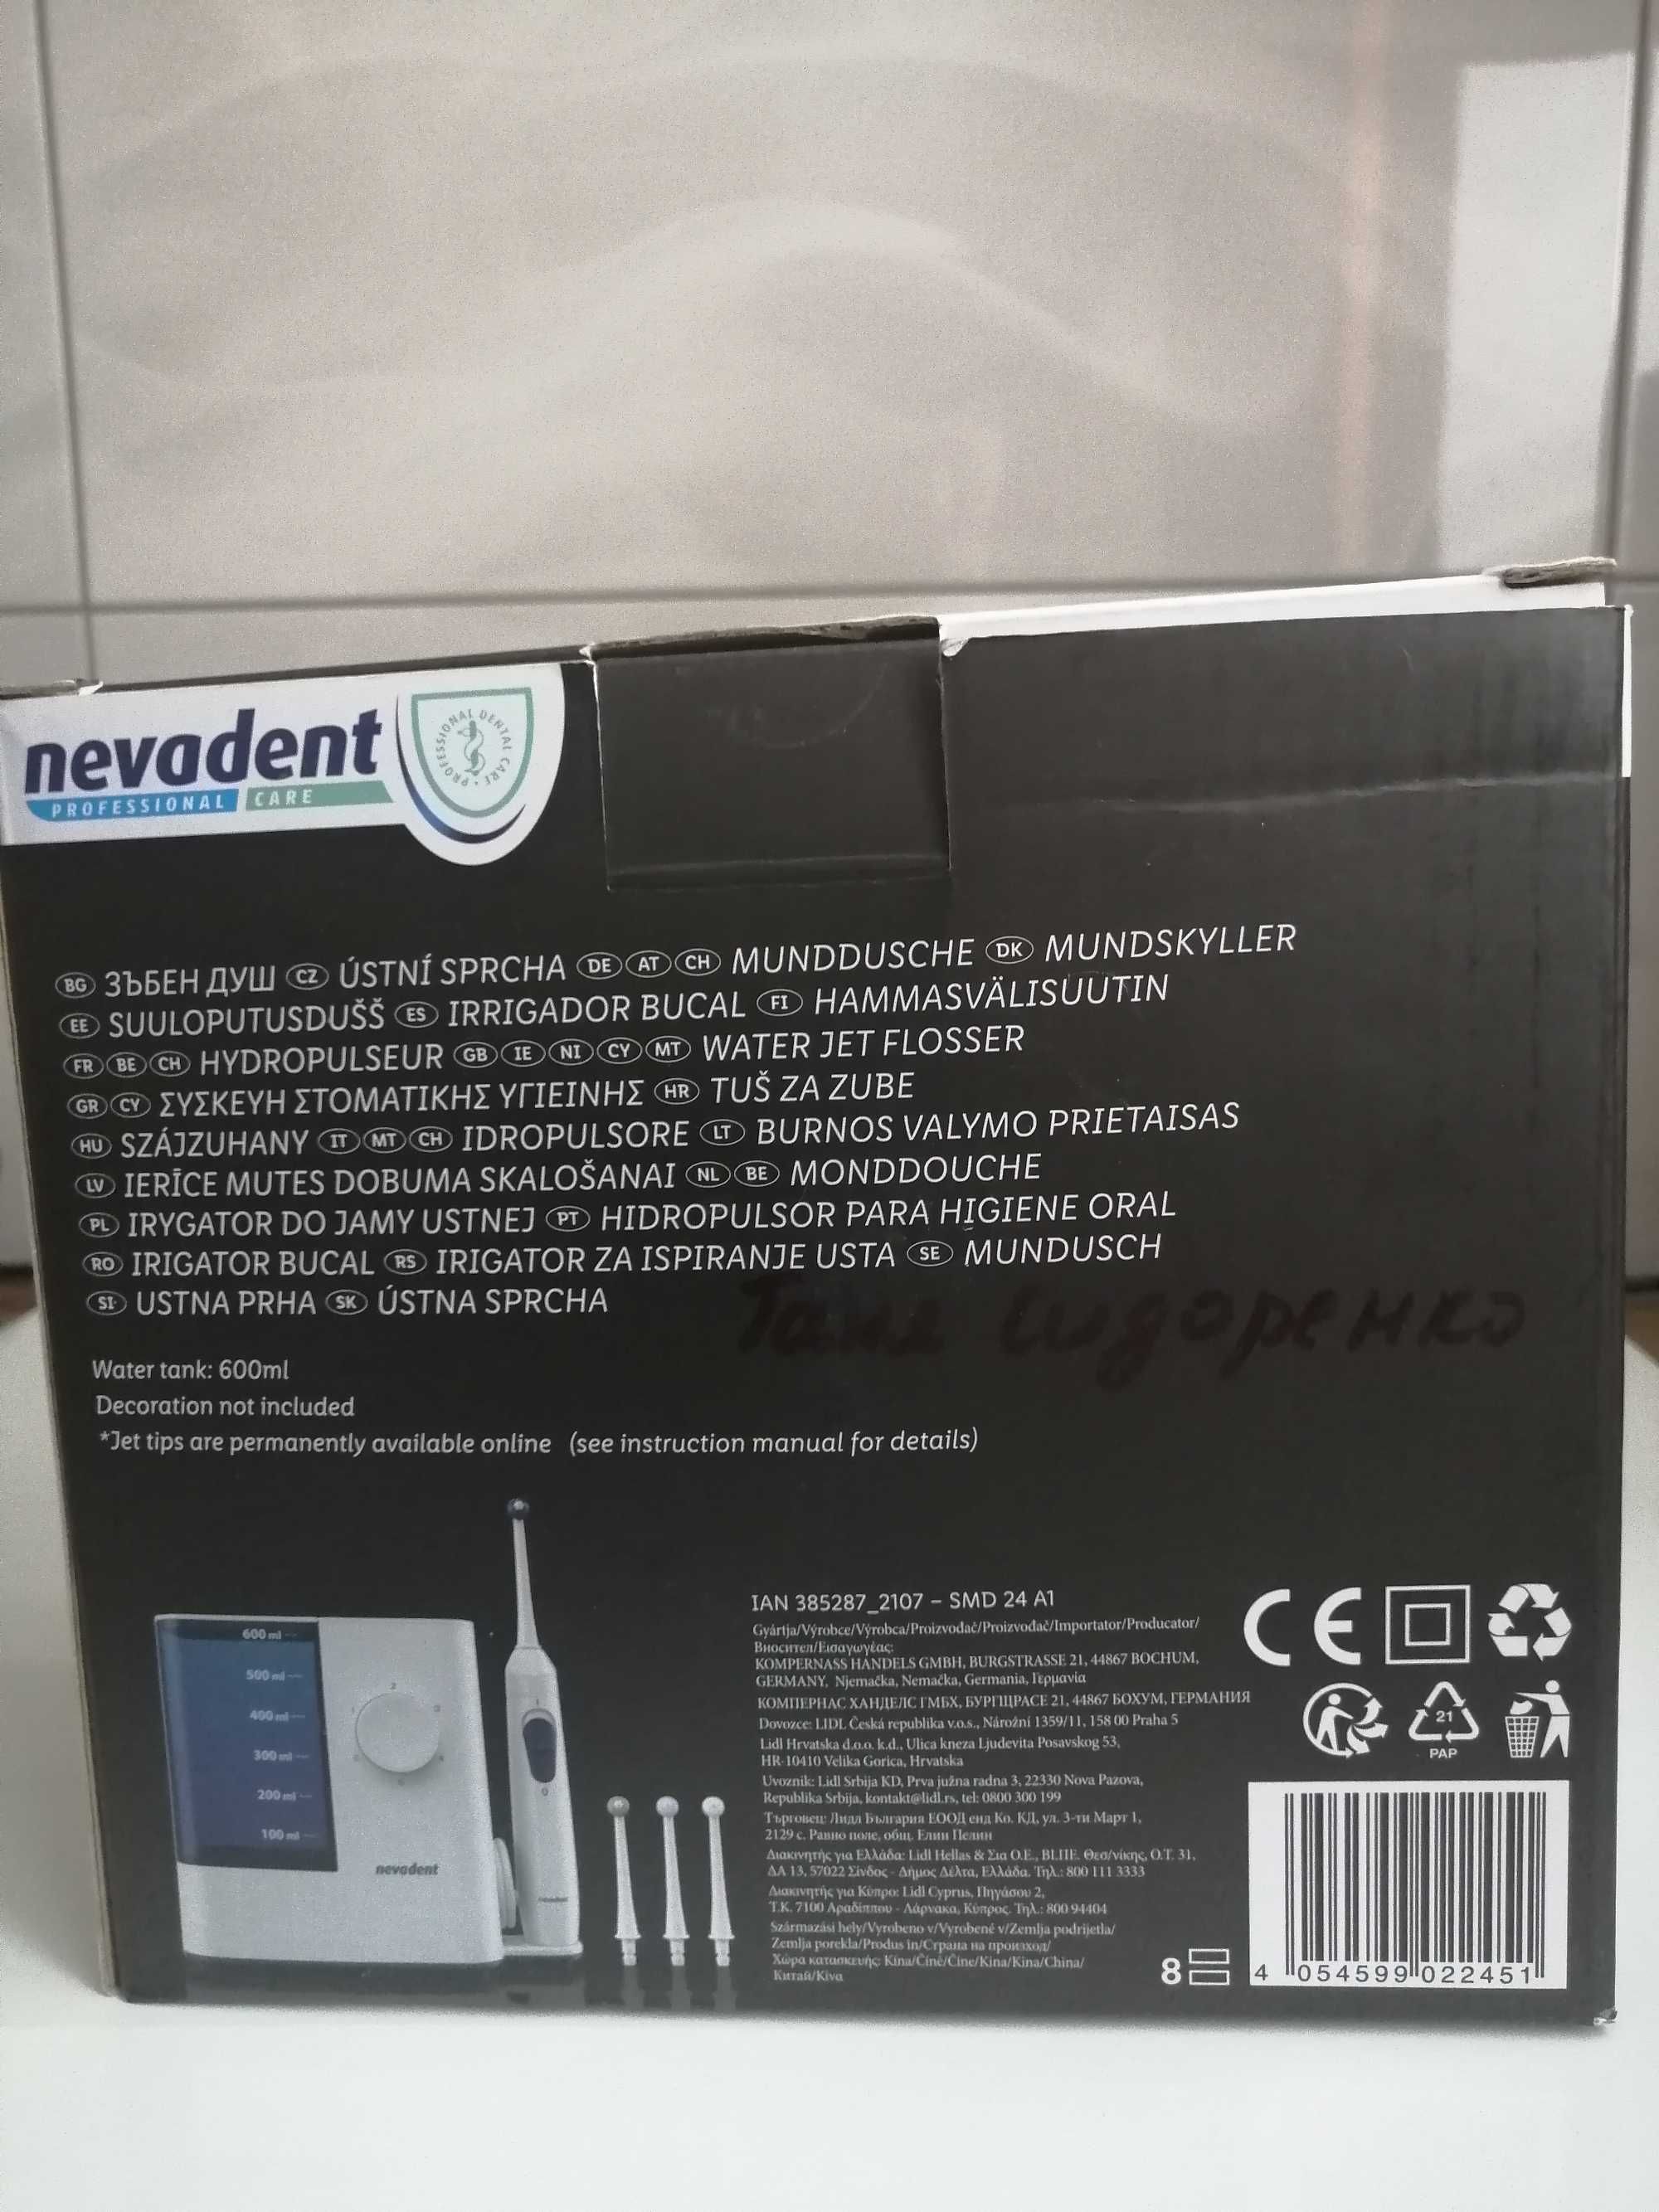 nevadent
PROFESSIONAL CARE
PROFESSIONAL DENTAL CARE
BG ЗЪБЕН ДУШ CZ ÚSTNÍ SPRCHA DE AT CH MUNDDUSCHE DK MUNDSKYLLER
EE SUULOPUTUSDUŠŠ ES IRRIGADOR BUCAL FI HAMMASVÄLISUUTIN
FR BE CH HYDROPULSEUR GB IE NI CY MT WATER JET FLOSSER
GR CY ΣΥΣΚΕΥΗ ΣΤΟΜΑΤΙΚΗΣ ΥΓΙΕΙΝΗΣ HR TUŠ ZA ZUBE
HU SZÁJZUHANY IT MT CH IDROPULSORE LT BURNOS VALYMO PRIETAISAS
LV IERĪCE MUTES DOBUMA SKALOŠANAI NL BE MONDDOUCHE
PL IRYGATOR DO JAMY USTNEJ PT HIDROPULSOR PARA HIGIENE ORAL
RO IRIGATOR BUCAL RS IRIGATOR ZA ISPIRANJE USTA SE MUNDUSCH
SI USTNA PRHA SK ÚSTNA SPRCHA
Таня Сидоренко
Water tank: 600ml
Decoration not included
*Jet tips are permanently available online (see instruction manual for details)
600 ml
500 ml
400 ml
300 ml
200 ml
100 ml
nevadent
IAN 385287_2107 – SMD 24 A1
Gyártja/Výrobce/Výrobca/Proizvođač/Proizvođač/Importator/Producator/
Вносител/Εισαγωγέας:
KOMPERNASS HANDELS GMBH, BURGSTRASSE 21, 44867 BOCHUM,
GERMANY, Njemačka, Nemačka, Germania, Γερμανία
КОМПЕРНАС ХАНДЕЛС ГМБХ, БУРГЩРАСЕ 21, 44867 БОХУМ, ГЕРМАНИЯ
Dovozce: LIDL Česká republika v.o.s., Nárožní 1359/11, 158 00 Praha 5
Lidl Hrvatska d.o.o. k.d., Ulica kneza Ljudevita Posavskog 53,
HR-10410 Velika Gorica, Hrvatska
Uvoznik: Lidl Srbija KD, Prva južna radna 3, 22330 Nova Pazova,
Republika Srbija, kontakt@lidl.rs, tel: 0800 300 199
Търговец: Лидл България ЕООД енд Ко. КД, ул. 3-ти Март 1,
2129 с. Равно поле, общ. Елин Пелин
Διακινητής για Ελλάδα: Lidl Hellas & Σια Ο.Ε., ΒΙ.ΠΕ. Θεσ/νίκης, Ο.Τ. 31,
ΔΑ 13, 57022 Σίνδος - Δήμος Δέλτα, Ελλάδα. Τηλ.: 800 111 3333
Διακινητής για Κύπρο: Lidl Cyprus, Πηγάσου 2,
Τ.Κ. 7100 Αραδίππου - Λάρνακα, Κύπρος. Τηλ.: 800 94404
Származási hely/Vyrobeno v/Vyrobené v/Zemlja podrijetla/
Zemlja porekla/Produs in/Страна на произход/
Χώρα κατασκευής: Kína/Číně/Číne/Kina/Kina/China/
Китай/Κίνα
CE
21
PAP
8
4 054599 022451